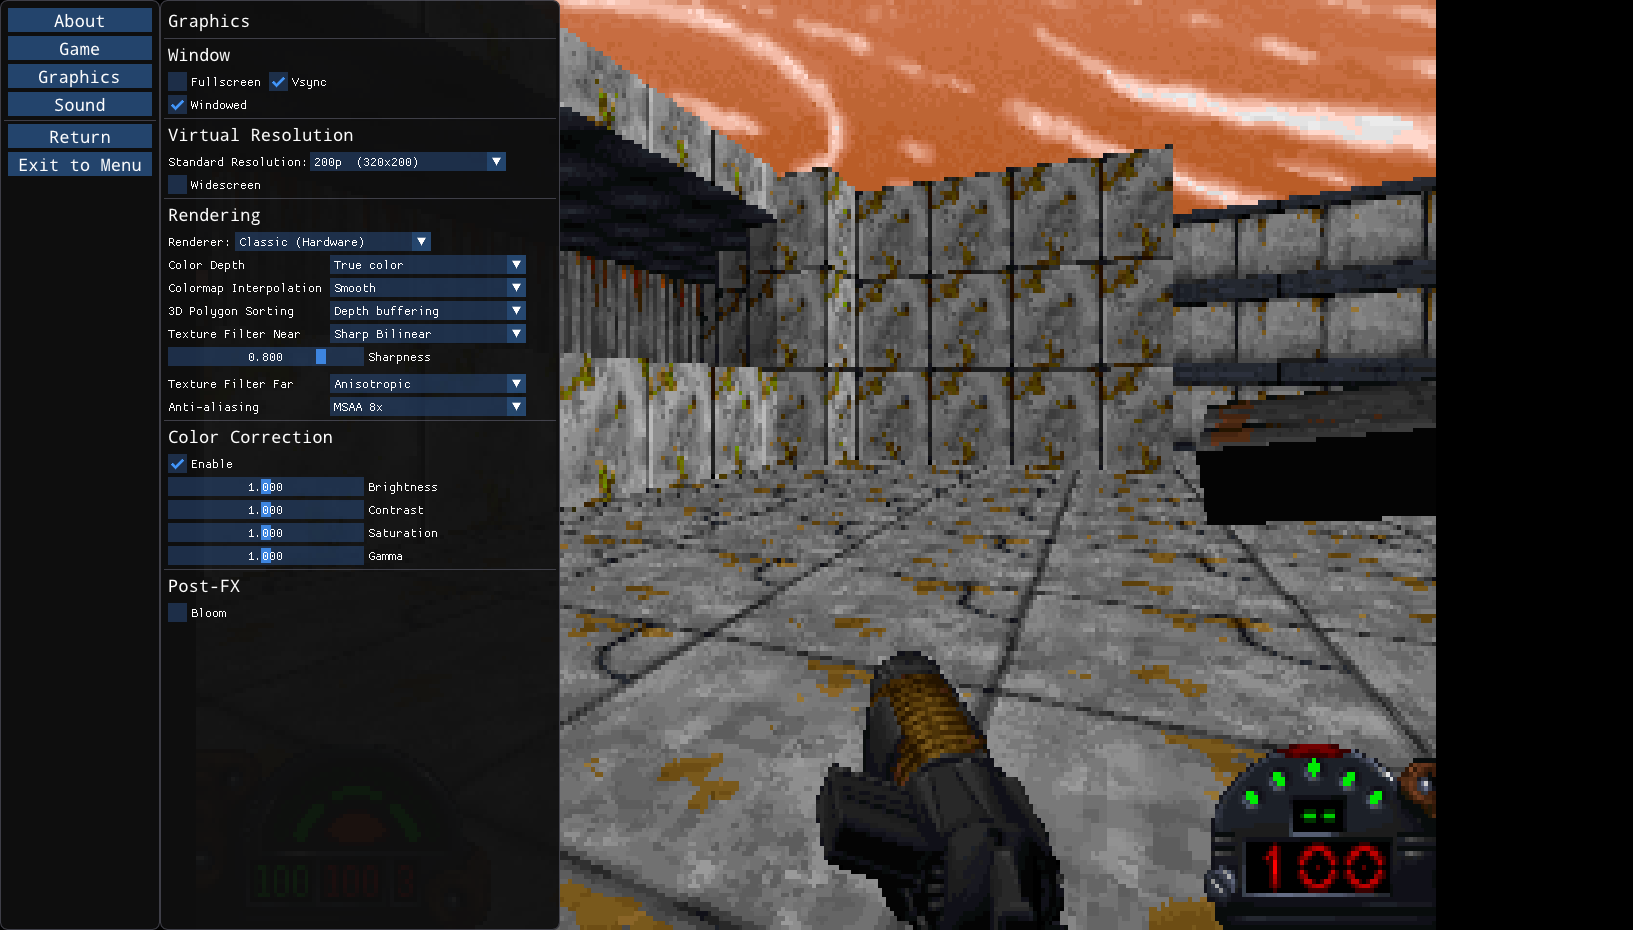 About
Game
Graphics
Sound
Return
Exit to Menu
Graphics
Window
Fullscreen Vsync
Windowed
Virtual Resolution
Standard Resolution: 200p (320x200)
Widescreen
Rendering
Renderer: Classic (Hardware)
Color Depth True color
Colormap Interpolation Smooth
3D Polygon Sorting Depth buffering
Texture Filter Near Sharp Bilinear
0.800 Sharpness
Texture Filter Far Anisotropic
Anti-aliasing MSAA 8x
Color Correction
Enable
1.000 Brightness
1.000 Contrast
1.000 Saturation
1.000 Gamma
Post-FX
Bloom
100 100 3
--
100